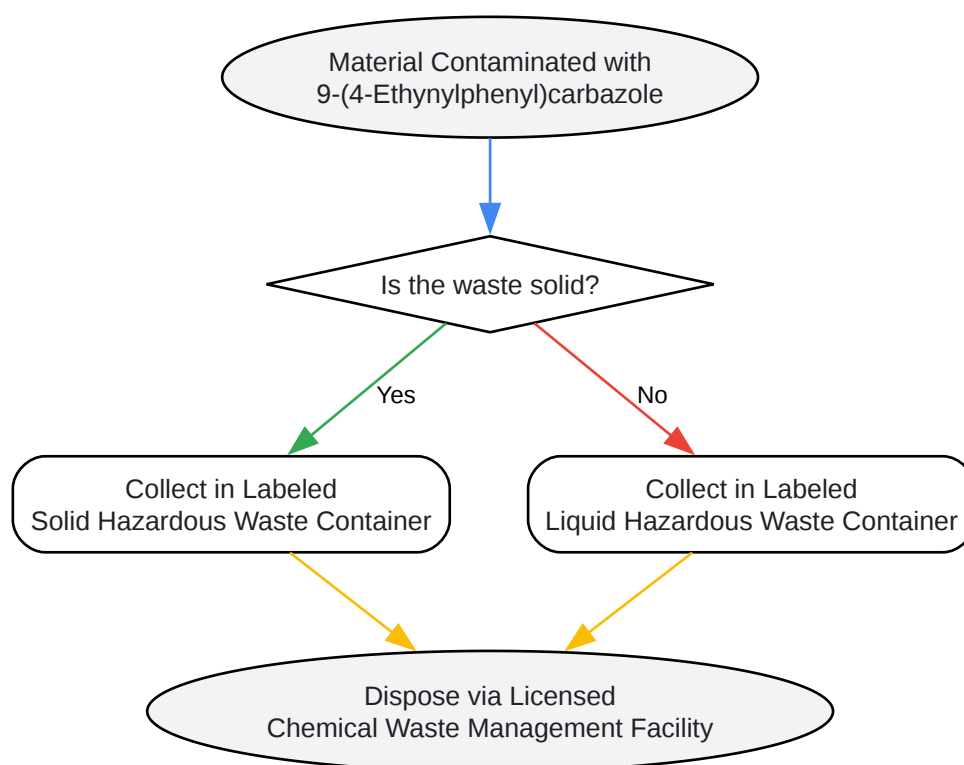 Material Contaminated with
9-(4-Ethynylphenyl)carbazole
Is the waste solid?
Yes
No
Collect in Labeled
Solid Hazardous Waste Container
Collect in Labeled
Liquid Hazardous Waste Container
Dispose via Licensed
Chemical Waste Management Facility